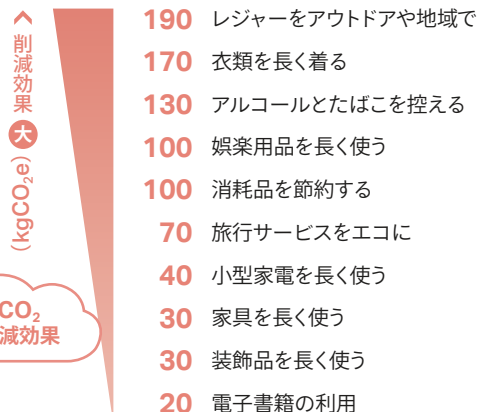 削減効果 大 (kgCO₂e)
190 レジャーをアウトドアや地域で
170 衣類を長く着る
130 アルコールとたばこを控える
100 娯楽用品を長く使う
100 消耗品を節約する
70 旅行サービスをエコに
40 小型家電を長く使う
30 家具を長く使う
30 装飾品を長く使う
20 電子書籍の利用
CO₂
減効果